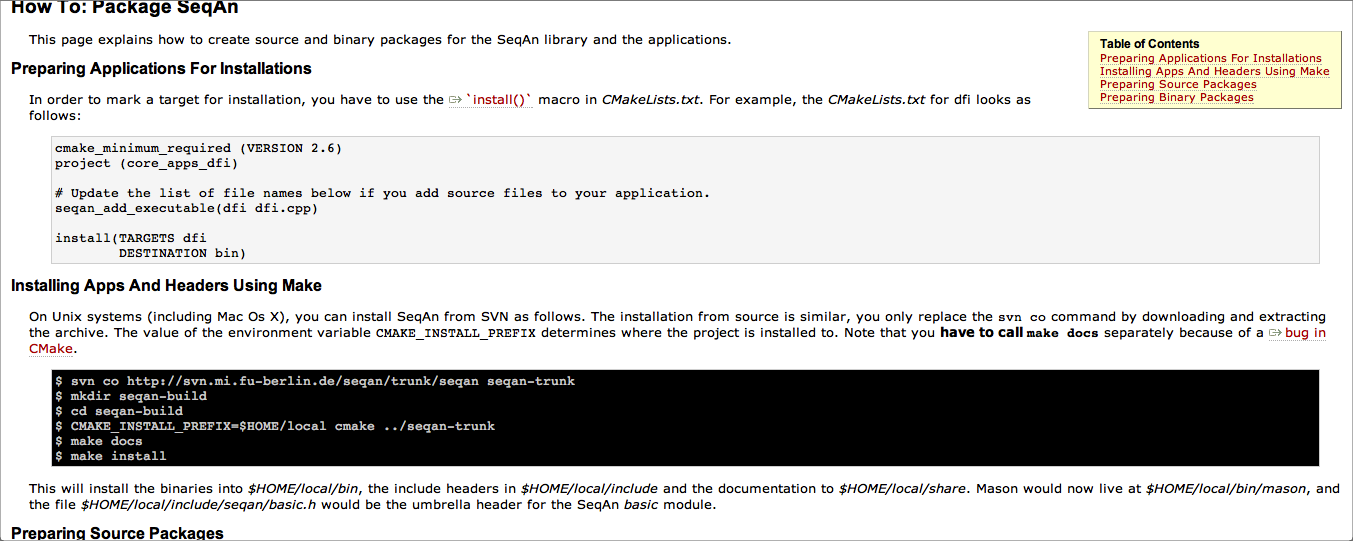 How To: Package SeqAn
This page explains how to create source and binary packages for the SeqAn library and the applications.
Table of Contents
Preparing Applications For Installations
Installing Apps And Headers Using Make
Preparing Source Packages
Preparing Binary Packages
Preparing Applications For Installations
In order to mark a target for installation, you have to use the `install()` macro in CMakeLists.txt. For example, the CMakeLists.txt for dfi looks as
follows:
cmake_minimum_required (VERSION 2.6)
project (core_apps_dfi)
# Update the list of file names below if you add source files to your application.
seqan_add_executable(dfi dfi.cpp)
install(TARGETS dfi
        DESTINATION bin)
Installing Apps And Headers Using Make
On Unix systems (including Mac Os X), you can install SeqAn from SVN as follows. The installation from source is similar, you only replace the svn co command by downloading and extracting
the archive. The value of the environment variable CMAKE_INSTALL_PREFIX determines where the project is installed to. Note that you have to call make docs separately because of a bug in
CMake.
$ svn co http://svn.mi.fu-berlin.de/seqan/trunk/seqan seqan-trunk
$ mkdir seqan-build
$ cd seqan-build
$ CMAKE_INSTALL_PREFIX=$HOME/local cmake ../seqan-trunk
$ make docs
$ make install
This will install the binaries into $HOME/local/bin, the include headers in $HOME/local/include and the documentation to $HOME/local/share. Mason would now live at $HOME/local/bin/mason, and
the file $HOME/local/include/seqan/basic.h would be the umbrella header for the SeqAn basic module.
Preparing Source Packages